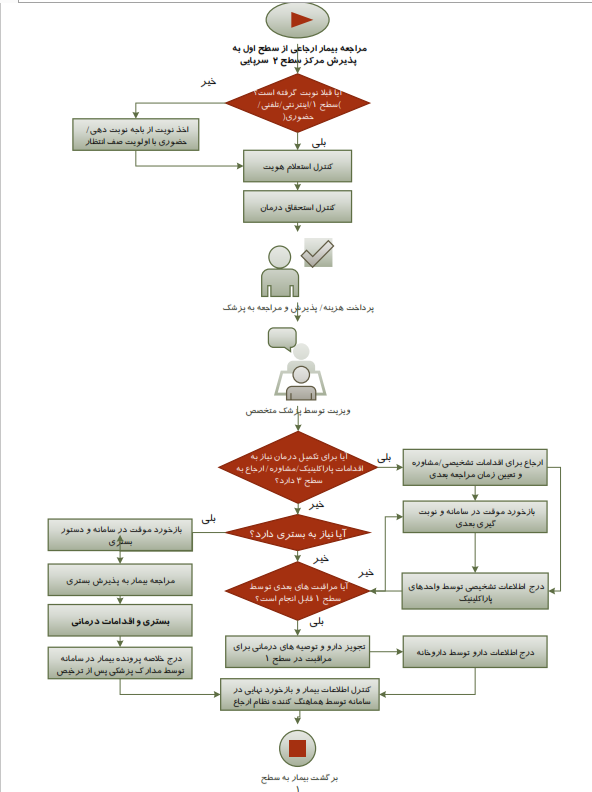 مراجعه بیمار ارجاعی از سطح اول به
پذیرش مرکز سطح ۲ سرپایی
آیا قبلا نوبت گرفته است؟
)سطح ۱/اینترنتی/تلفنی/
حضوری(
خیر
بلی
اخذ نوبت از باجه نوبت دهی/
حضوری با اولویت صف انتظار
کنترل استعلام هویت
کنترل استحقاق درمان
پرداخت هزینه/ پذیرش و مراجعه به پزشک
ویزیت توسط پزشک متخصص
آیا برای تکمیل درمان نیاز به
اقدامات پاراکلینیک/مشاوره/ارجاع به
سطح ۳ دارد؟
بلی
خیر
ارجاع برای اقدامات تشخیصی/مشاوره
و تعیین زمان مراجعه بعدی
بازخورد موقت در سامانه و نوبت
گیری بعدی
درج اطلاعات تشخیصی توسط واحدهای
پاراکلینیک
آیا نیاز به بستری دارد؟
بلی
خیر
بازخورد موقت در سامانه و دستور
بستری
مراجعه بیمار به پذیرش بستری
بستری و اقدامات درمانی
درج خلاصه پرونده بیمار در سامانه
توسط مدارک پزشکی پس از ترخیص
آیا مراقبت های بعدی توسط
سطح ۱ قابل انجام است؟
خیر
بلی
تجویز دارو و توصیه های درمانی برای
مراقبت در سطح ۱
درج اطلاعات دارو توسط داروخانه
کنترل اطلاعات بیمار و بازخورد نهایی در
سامانه توسط هماهنگ کننده نظام ارجاع
برگشت بیمار به سطح
۱